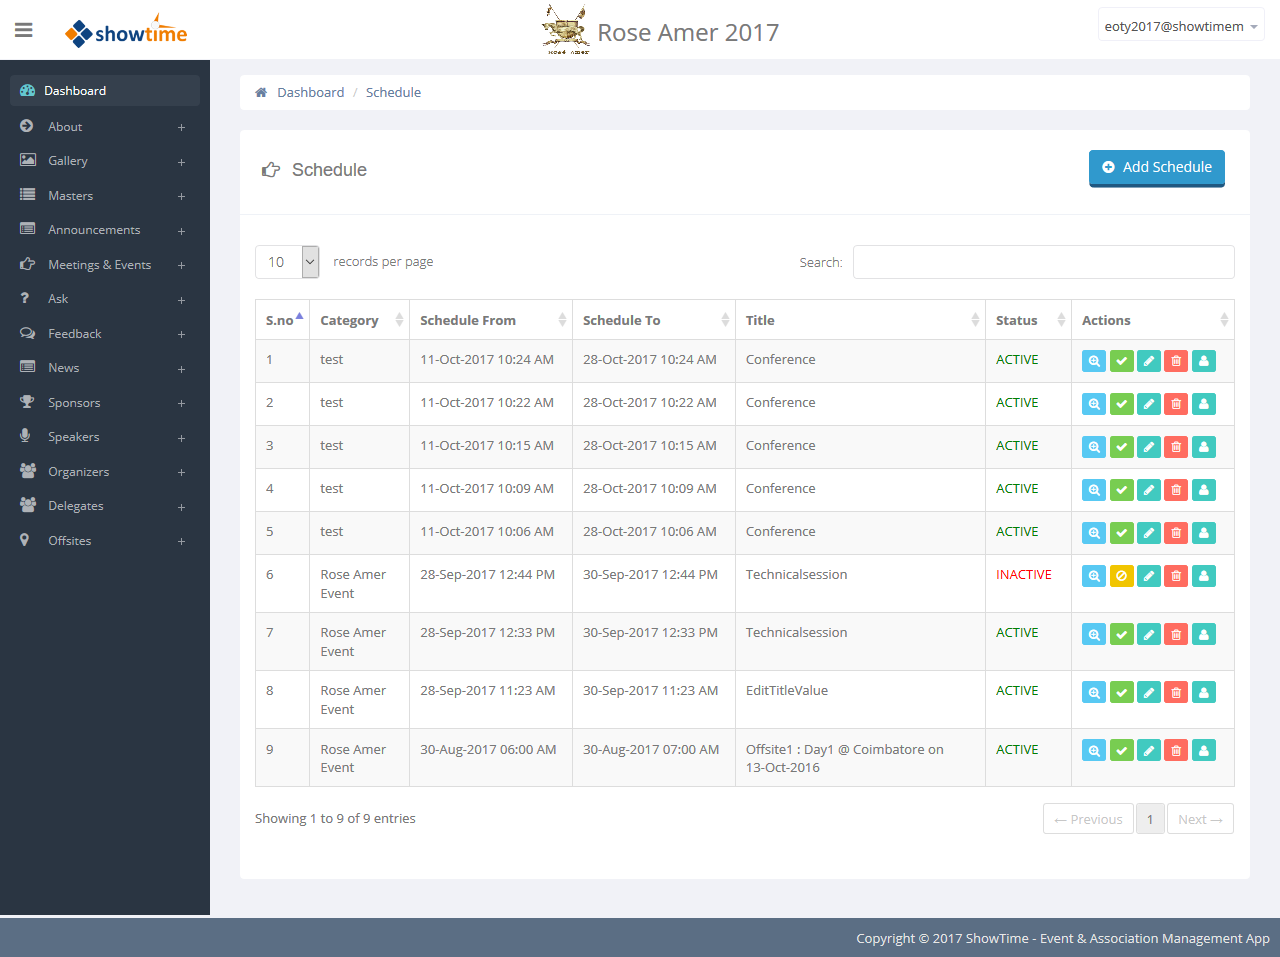 showtime
Rose Amer 2017
eoty2017@showtimem
Dashboard
About +
Gallery +
Masters +
Announcements +
Meetings & Events +
Ask +
Feedback +
News +
Sponsors +
Speakers +
Organizers +
Delegates +
Offsites +
Dashboard / Schedule
Schedule
Add Schedule
10 records per page
Search:
S.no Category Schedule From Schedule To Title Status Actions
1 test 11-Oct-2017 10:24 AM 28-Oct-2017 10:24 AM Conference ACTIVE
2 test 11-Oct-2017 10:22 AM 28-Oct-2017 10:22 AM Conference ACTIVE
3 test 11-Oct-2017 10:15 AM 28-Oct-2017 10:15 AM Conference ACTIVE
4 test 11-Oct-2017 10:09 AM 28-Oct-2017 10:09 AM Conference ACTIVE
5 test 11-Oct-2017 10:06 AM 28-Oct-2017 10:06 AM Conference ACTIVE
6 Rose Amer 28-Sep-2017 12:44 PM 30-Sep-2017 12:44 PM Technicalsession INACTIVE
Event
7 Rose Amer 28-Sep-2017 12:33 PM 30-Sep-2017 12:33 PM Technicalsession ACTIVE
Event
8 Rose Amer 28-Sep-2017 11:23 AM 30-Sep-2017 11:23 AM EditTitleValue ACTIVE
Event
9 Rose Amer 30-Aug-2017 06:00 AM 30-Aug-2017 07:00 AM Offsite1 : Day1 @ Coimbatore on ACTIVE
Event 13-Oct-2016
Showing 1 to 9 of 9 entries
← Previous 1 Next →
Copyright © 2017 ShowTime - Event & Association Management App